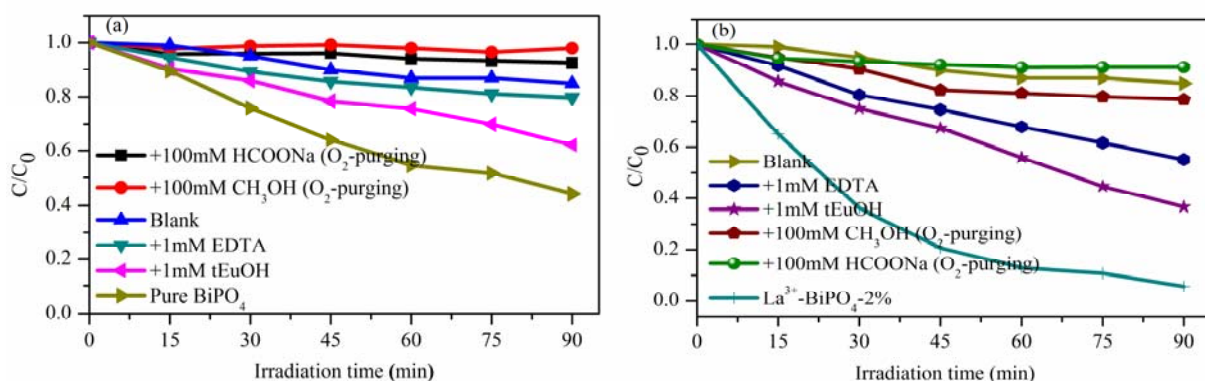 (a)
C/C0
1.0
0.8
0.6
0.4
0.2
0.0
+100mM HCOONa (O2-purging)
+100mM CH3OH (O2-purging)
Blank
+1mM EDTA
+1mM tEuOH
Pure BiPO4
0 15 30 45 60 75 90
Irradiation time (min)
(b)
C/C0
1.0
0.8
0.6
0.4
0.2
0.0
Blank
+1mM EDTA
+1mM tEuOH
+100mM CH3OH (O2-purging)
+100mM HCOONa (O2-purging)
La3+-BiPO4-2%
0 15 30 45 60 75 90
Irradiation time (min)